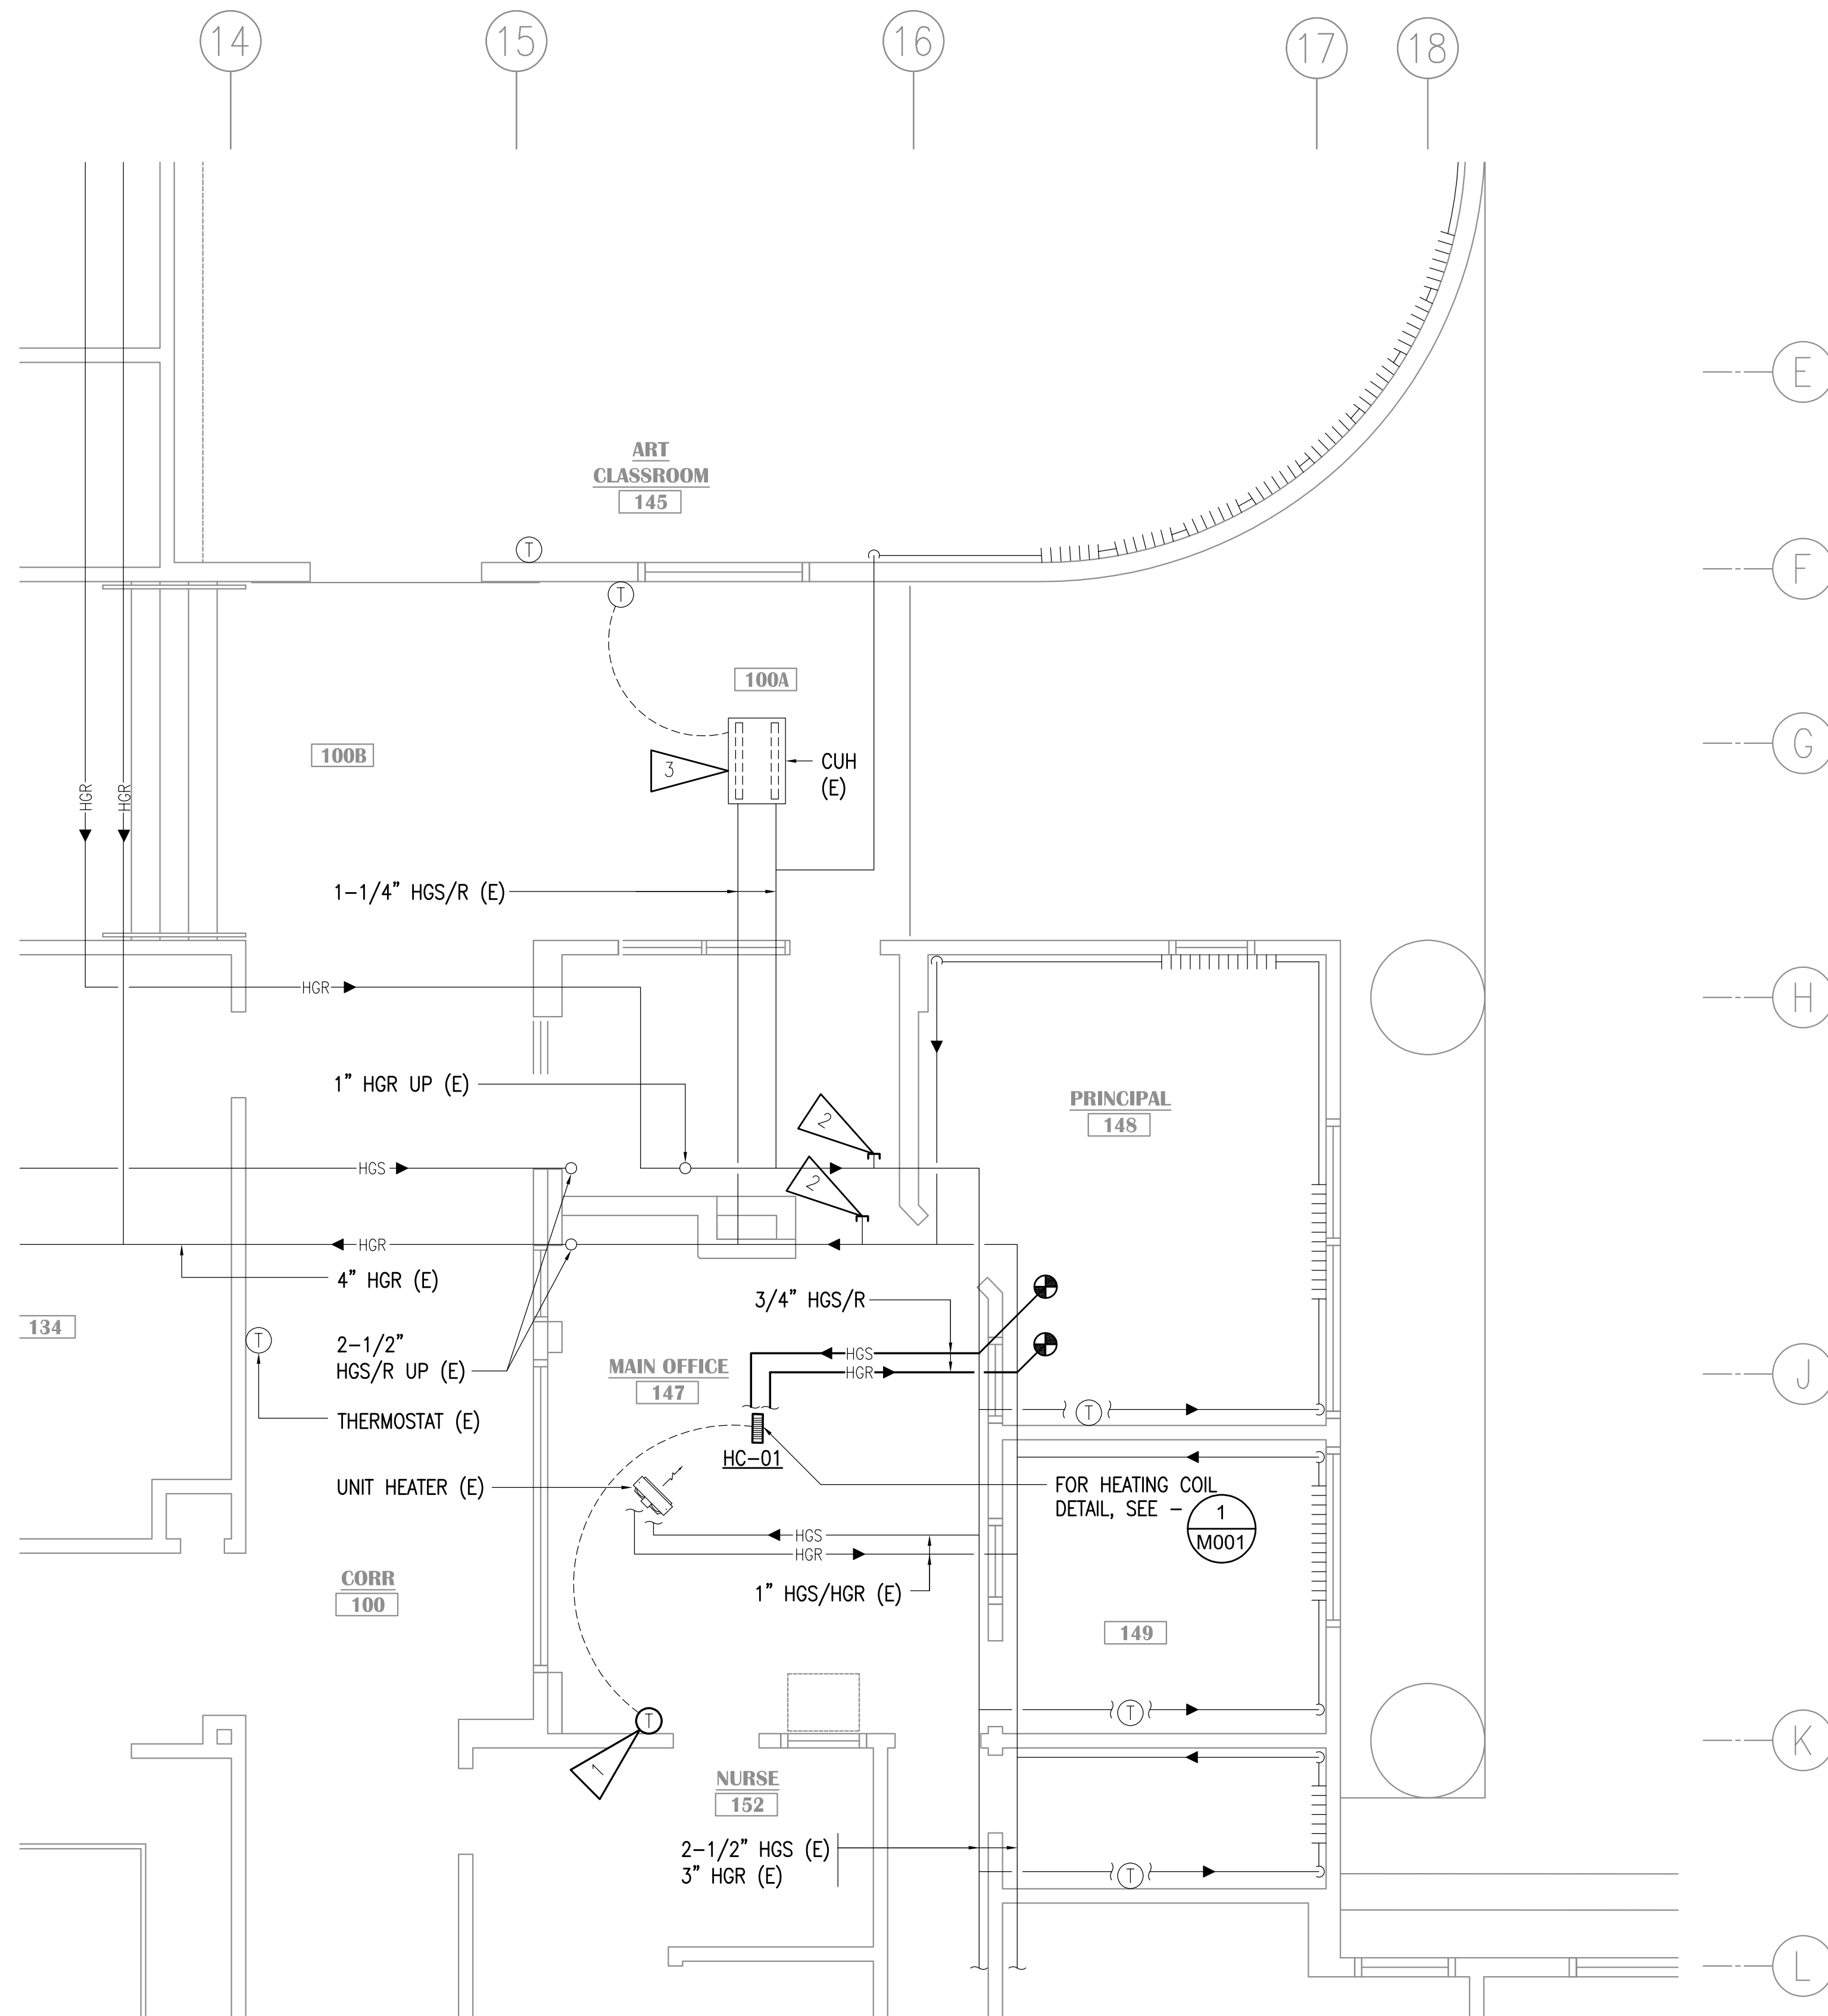 14
15
16
17
18
E
ART
CLASSROOM
145
T
F
T
100A
G
100B
3
CUH
(E)
HGR
HGR
1-1/4” HGS/R (E)
HGR
H
1” HGR UP (E)
2
PRINCIPAL
148
HGS
2
HGR
4” HGR (E)
3/4” HGS/R
134
T
2-1/2”
HGS/R UP (E)
HGS
HGR
MAIN OFFICE
147
J
T
THERMOSTAT (E)
HC-01
UNIT HEATER (E)
FOR HEATING COIL
DETAIL, SEE -
1
M001
HGS
HGR
1” HGS/HGR (E)
CORR
100
149
T
T
K
1
NURSE
152
2-1/2” HGS (E)
3” HGR (E)
T
L